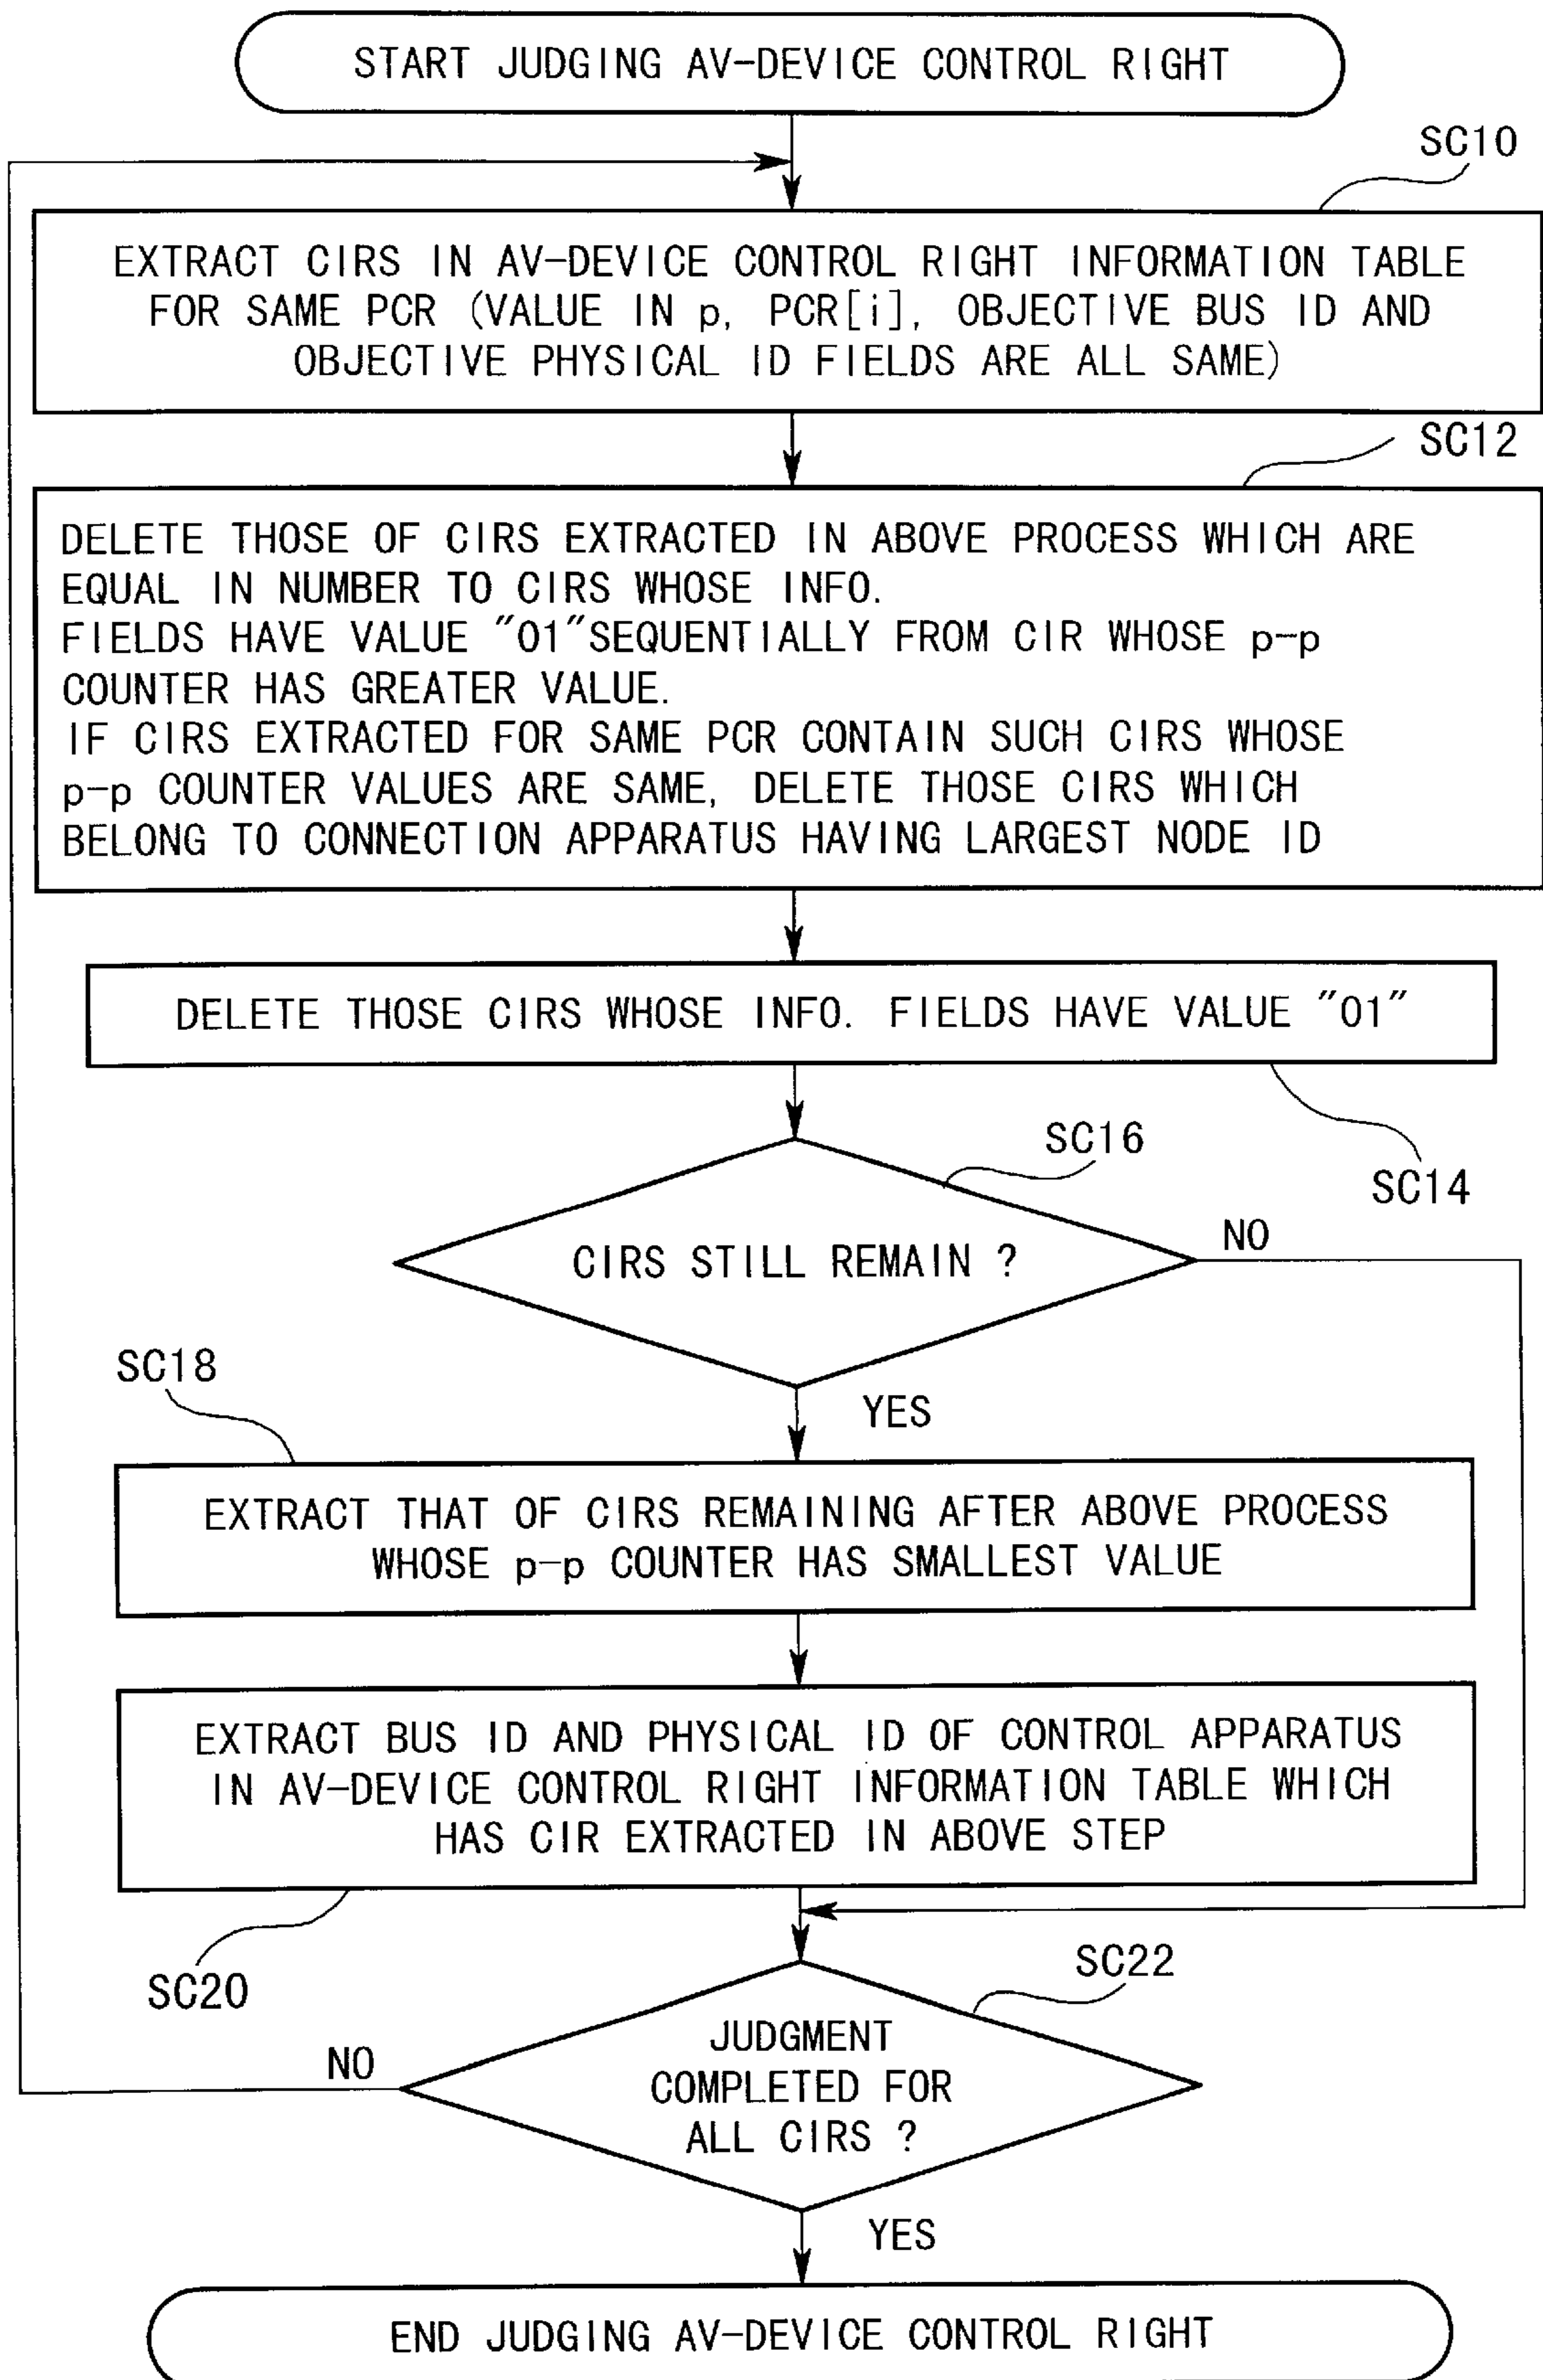 START JUDGING AV-DEVICE CONTROL RIGHT
SC10
EXTRACT CIRS IN AV-DEVICE CONTROL RIGHT INFORMATION TABLE
FOR SAME PCR (VALUE IN p, PCR[i], OBJECTIVE BUS ID AND
OBJECTIVE PHYSICAL ID FIELDS ARE ALL SAME)
SC12
DELETE THOSE OF CIRS EXTRACTED IN ABOVE PROCESS WHICH ARE
EQUAL IN NUMBER TO CIRS WHOSE INFO.
FIELDS HAVE VALUE "01"SEQUENTIALLY FROM CIR WHOSE p-p
COUNTER HAS GREATER VALUE.
IF CIRS EXTRACTED FOR SAME PCR CONTAIN SUCH CIRS WHOSE
p-p COUNTER VALUES ARE SAME, DELETE THOSE CIRS WHICH
BELONG TO CONNECTION APPARATUS HAVING LARGEST NODE ID
DELETE THOSE CIRS WHOSE INFO. FIELDS HAVE VALUE "01"
SC14
SC16
CIRS STILL REMAIN ?
NO
YES
SC18
EXTRACT THAT OF CIRS REMAINING AFTER ABOVE PROCESS
WHOSE p-p COUNTER HAS SMALLEST VALUE
EXTRACT BUS ID AND PHYSICAL ID OF CONTROL APPARATUS
IN AV-DEVICE CONTROL RIGHT INFORMATION TABLE WHICH
HAS CIR EXTRACTED IN ABOVE STEP
SC20
SC22
JUDGMENT
COMPLETED FOR
ALL CIRS ?
NO
YES
END JUDGING AV-DEVICE CONTROL RIGHT